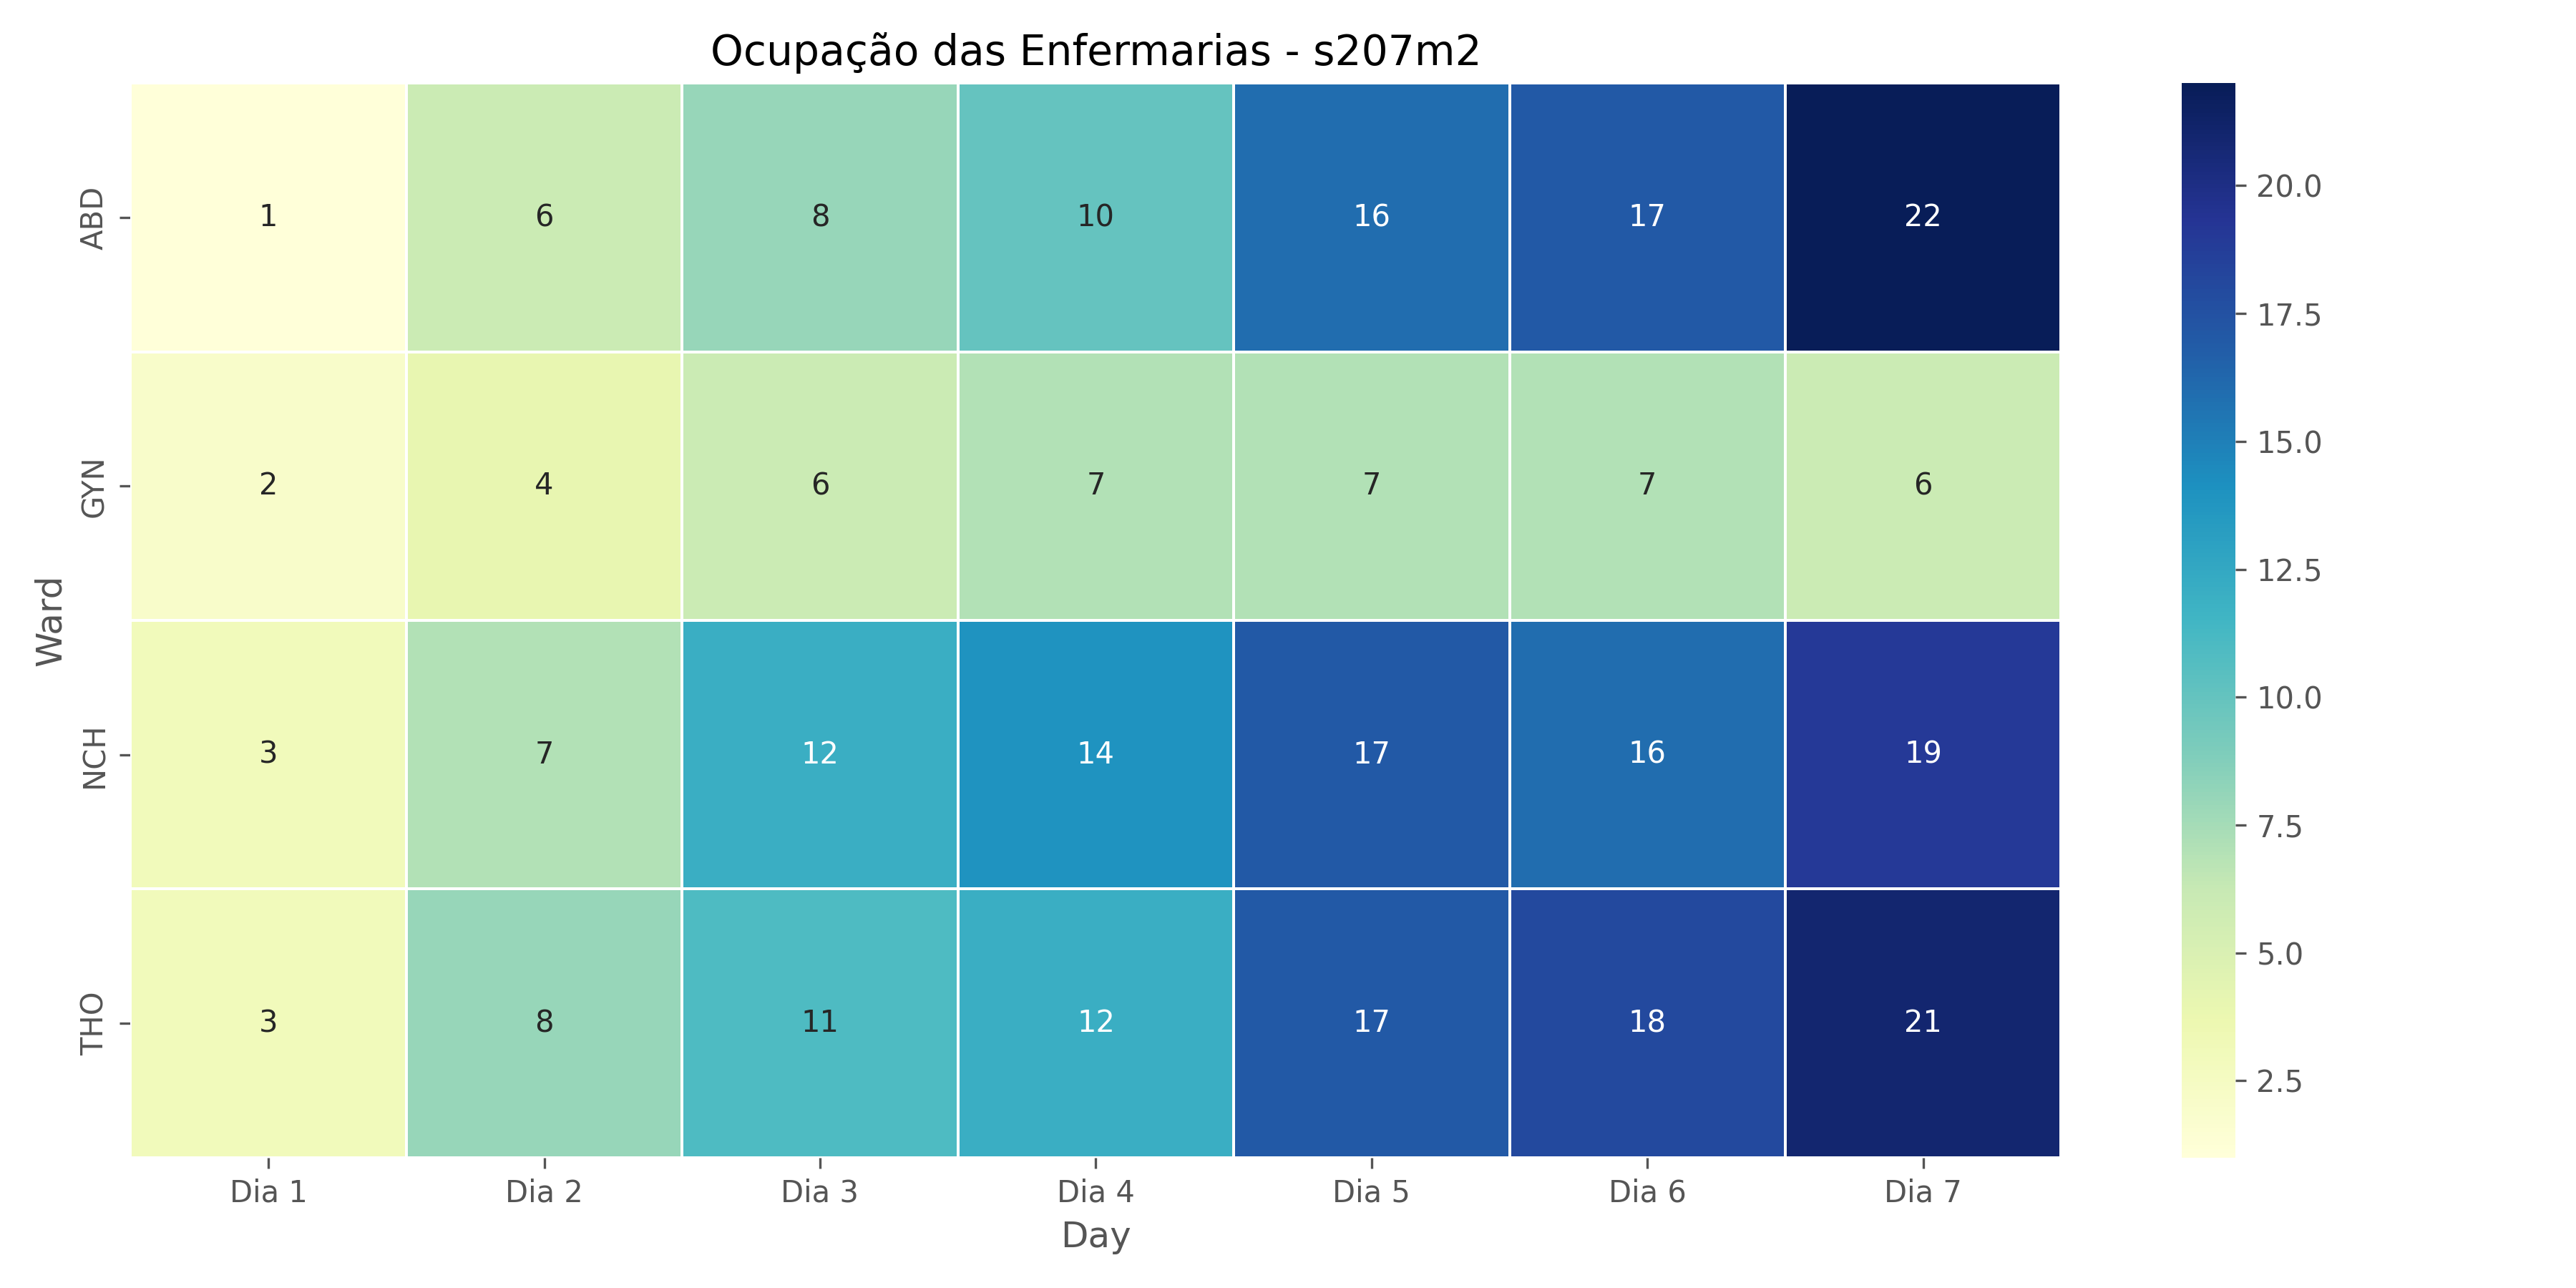 Ocupação das Enfermarias - s207m2
Ward
ABD 1 6 8 10 16 17 22
GYN 2 4 6 7 7 7 6
NCH 3 7 12 14 17 16 19
THO 3 8 11 12 17 18 21
Dia 1 Dia 2 Dia 3 Dia 4 Dia 5 Dia 6 Dia 7
Day
20.0
17.5
15.0
12.5
10.0
7.5
5.0
2.5